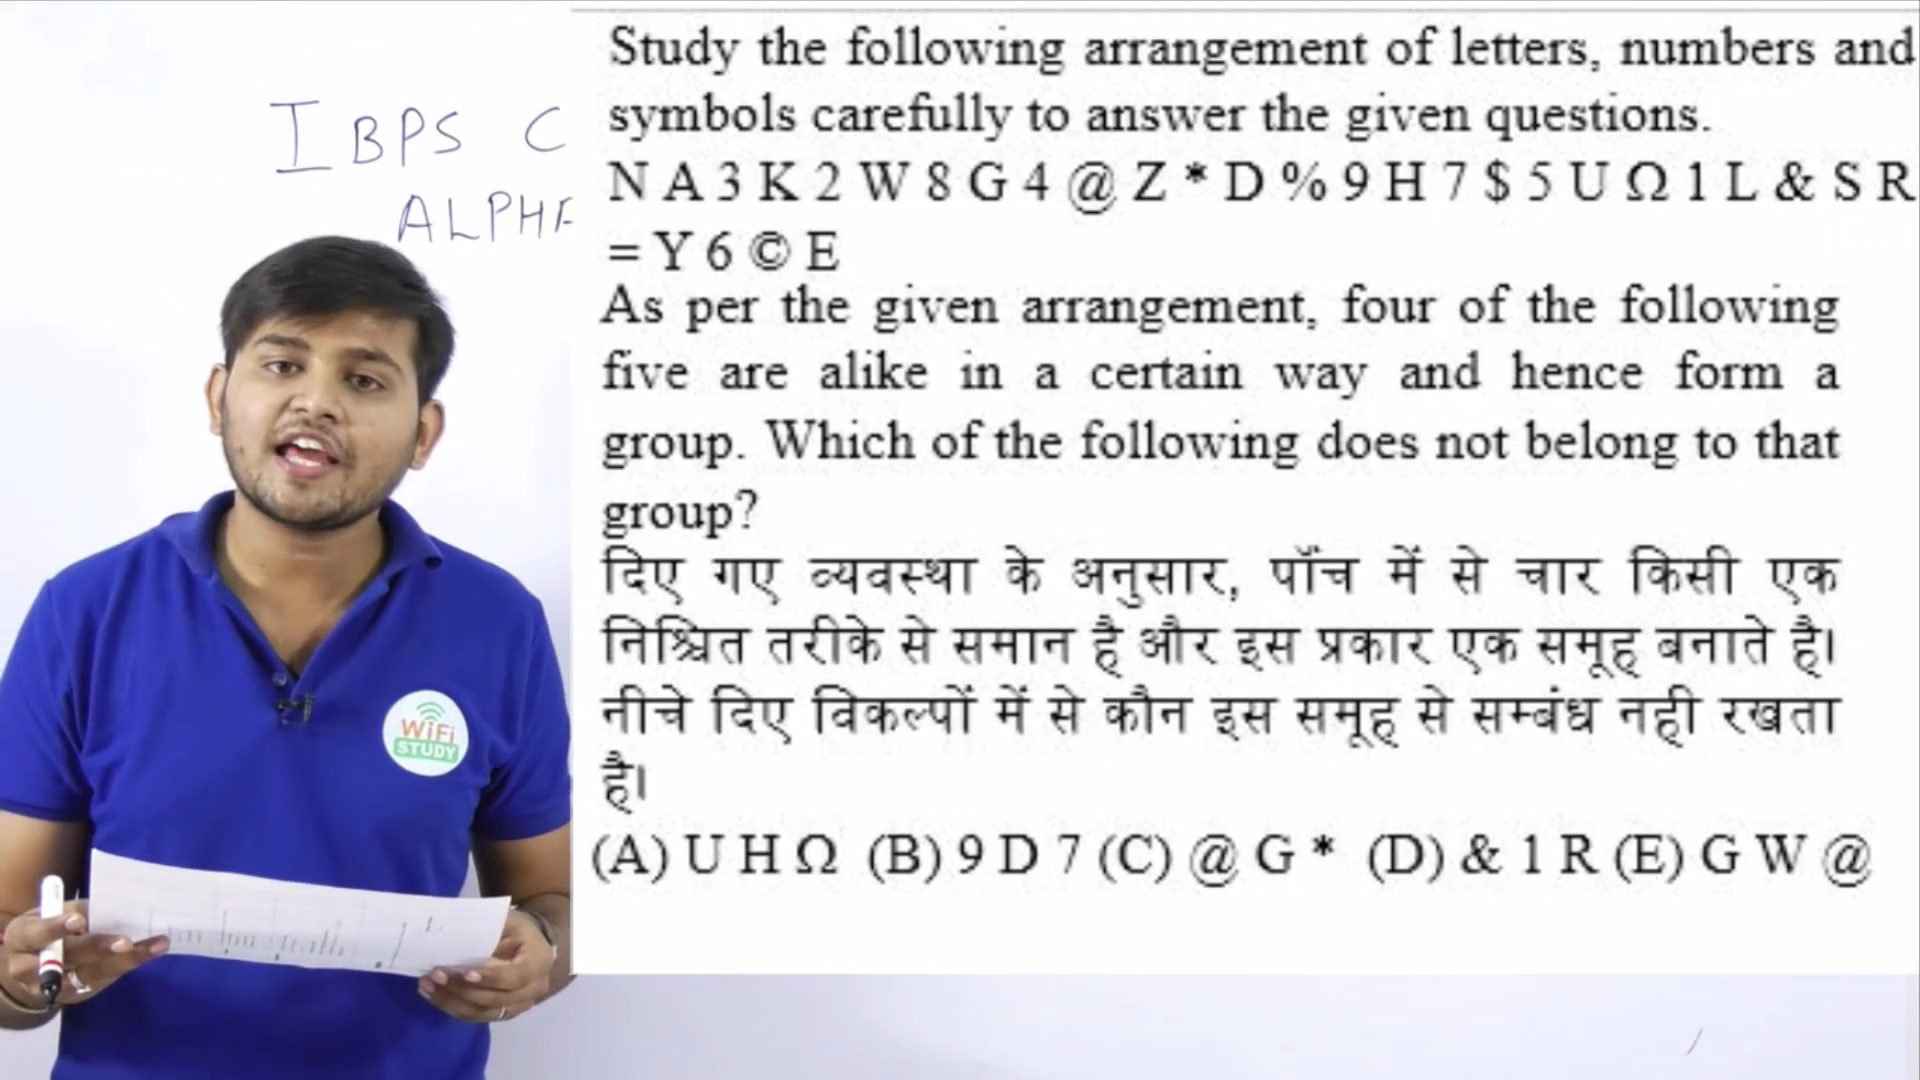 I BPS C
ALPHA
Study the following arrangement of letters, numbers and
symbols carefully to answer the given questions.
N A 3 K 2 W 8 G 4 @ Z * D % 9 H 7 $ 5 U Ω 1 L & S R
= Y 6 © E
As per the given arrangement, four of the following
five are alike in a certain way and hence form a
group. Which of the following does not belong to that
group?
दिए गए व्यवस्था के अनुसार, पॉंच में से चार किसी एक
निश्चित तरीके से समान है और इस प्रकार एक समूह बनाते है।
नीचे दिए विकल्पों में से कौन इस समूह से सम्बंध नही रखता
है।
(A) U H Ω (B) 9 D 7 (C) @ G * (D) & 1 R (E) G W @
WiFi
STUDY